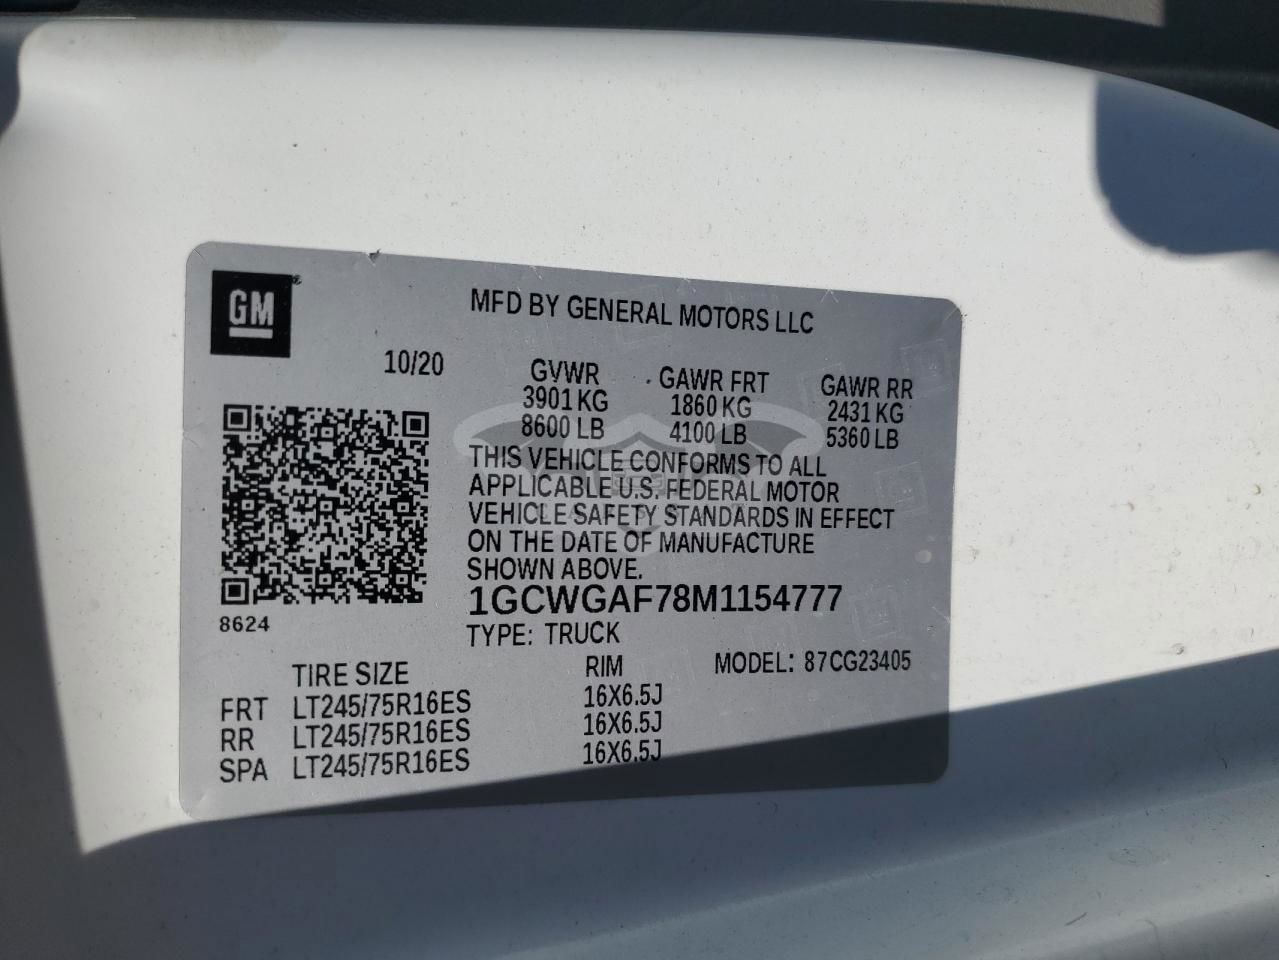 GM
MFD BY GENERAL MOTORS LLC
10/20
GVWR GAWR FRT GAWR RR
3901 KG 1860 KG 2431 KG
8600 LB 4100 LB 5360 LB
THIS VEHICLE CONFORMS TO ALL
APPLICABLE U.S. FEDERAL MOTOR
VEHICLE SAFETY STANDARDS IN EFFECT
ON THE DATE OF MANUFACTURE
SHOWN ABOVE.
1GCWGAF78M1154777
8624
TYPE: TRUCK
TIRE SIZE RIM MODEL: 87CG23405
FRT LT245/75R16ES 16X6.5J
RR LT245/75R16ES 16X6.5J
SPA LT245/75R16ES 16X6.5J